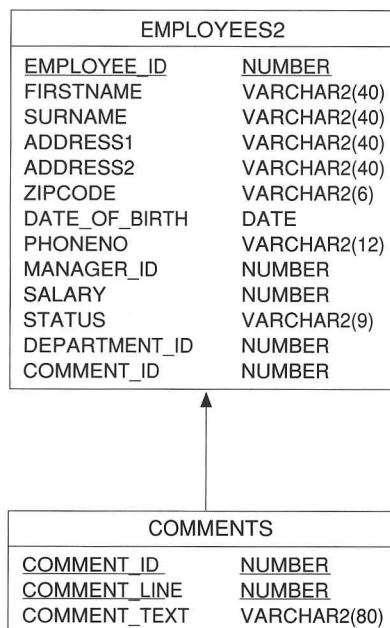 EMPLOYEES2
EMPLOYEE_ID NUMBER
FIRSTNAME VARCHAR2(40)
SURNAME VARCHAR2(40)
ADDRESS1 VARCHAR2(40)
ADDRESS2 VARCHAR2(40)
ZIPCODE VARCHAR2(6)
DATE_OF_BIRTH DATE
PHONENO VARCHAR2(12)
MANAGER_ID NUMBER
SALARY NUMBER
STATUS VARCHAR2(9)
DEPARTMENT_ID NUMBER
COMMENT_ID NUMBER
COMMENTS
COMMENT_ID NUMBER
COMMENT_LINE NUMBER
COMMENT_TEXT VARCHAR2(80)